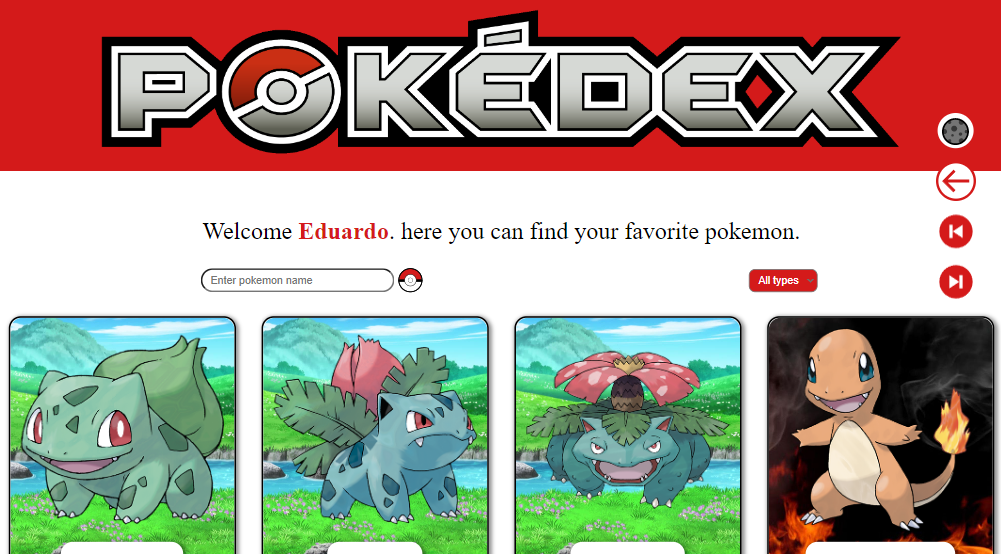 POKÉDEX
Welcome Eduardo. here you can find your favorite pokemon.
Enter pokemon name
All types